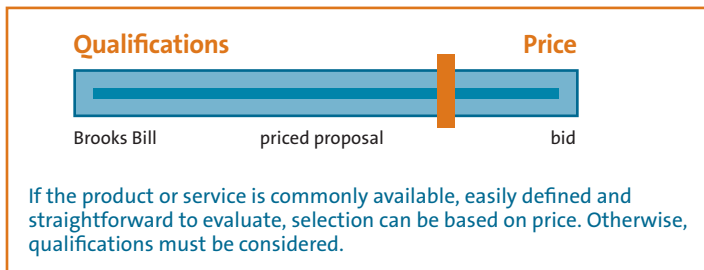 Qualifications Price
Brooks Bill priced proposal bid
If the product or service is commonly available, easily defined and
straightforward to evaluate, selection can be based on price. Otherwise,
qualifications must be considered.